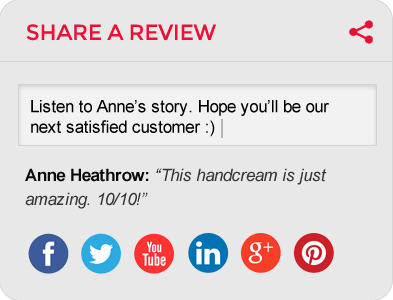 SHARE A REVIEW
Listen to Anne's story. Hope you'll be our
next satisfied customer :)
Anne Heathrow: “This handcream is just
amazing. 10/10!”
f You Tube in g+